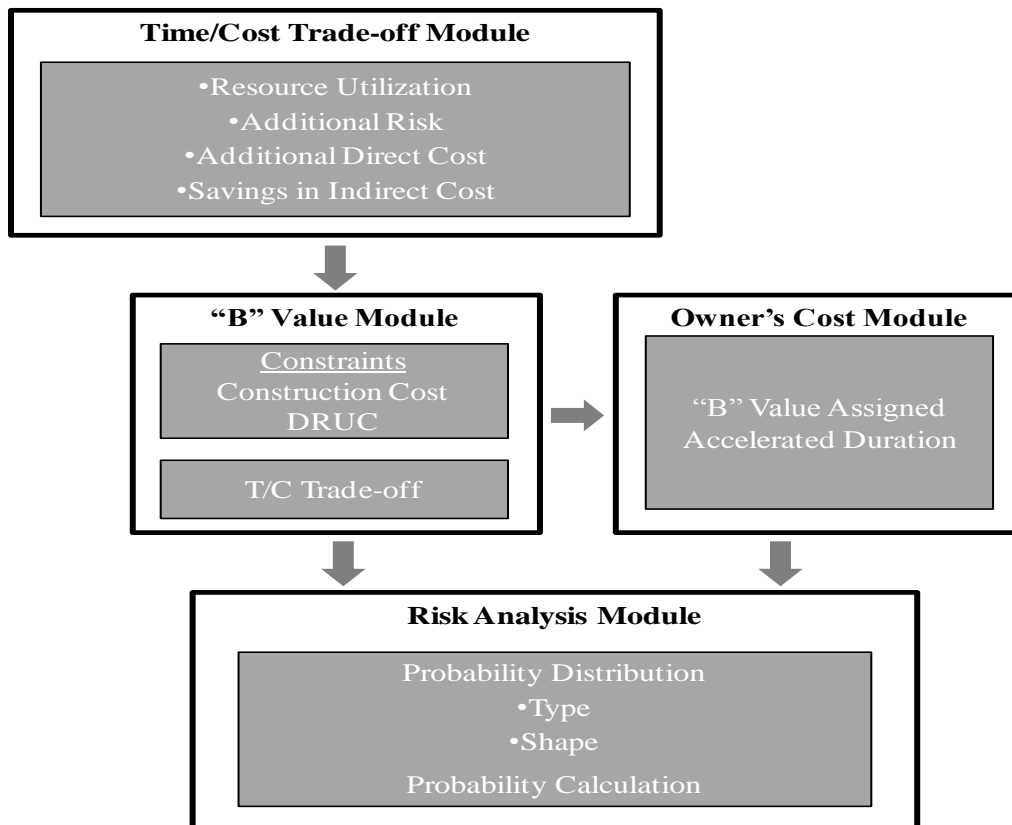 Time/Cost Trade-off Module
•Resource Utilization
•Additional Risk
•Additional Direct Cost
•Savings in Indirect Cost
“B” Value Module
Constraints
Construction Cost
DRUC
T/C Trade-off
Owner’s Cost Module
“B” Value Assigned
Accelerated Duration
Risk Analysis Module
Probability Distribution
•Type
•Shape
Probability Calculation